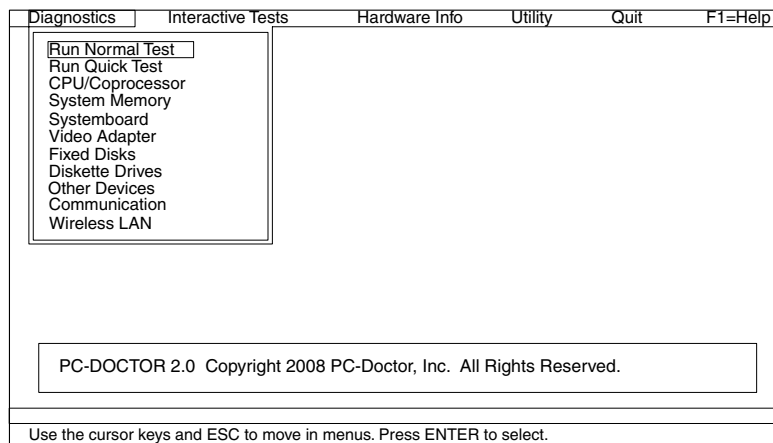 Diagnostics Interactive Tests Hardware Info Utility Quit F1=Help
Run Normal Test
Run Quick Test
CPU/Coprocessor
System Memory
Systemboard
Video Adapter
Fixed Disks
Diskette Drives
Other Devices
Communication
Wireless LAN
PC-DOCTOR 2.0 Copyright 2008 PC-Doctor, Inc. All Rights Reserved.
Use the cursor keys and ESC to move in menus. Press ENTER to select.